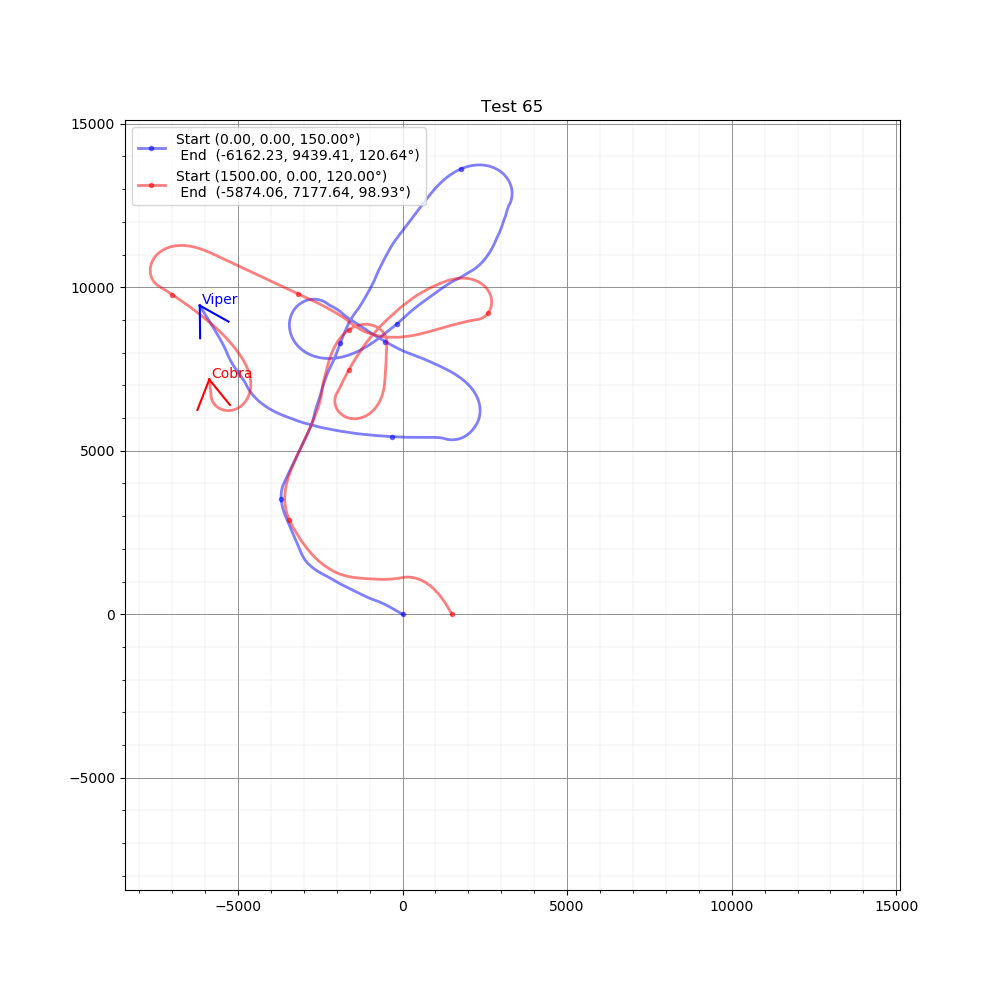 Test 65
Start (0.00, 0.00, 150.00°)
End  (-6162.23, 9439.41, 120.64°)
Start (1500.00, 0.00, 120.00°)
End  (-5874.06, 7177.64, 98.93°)
15000
10000
5000
0
−5000
Viper
Cobra
−5000
0
5000
10000
15000